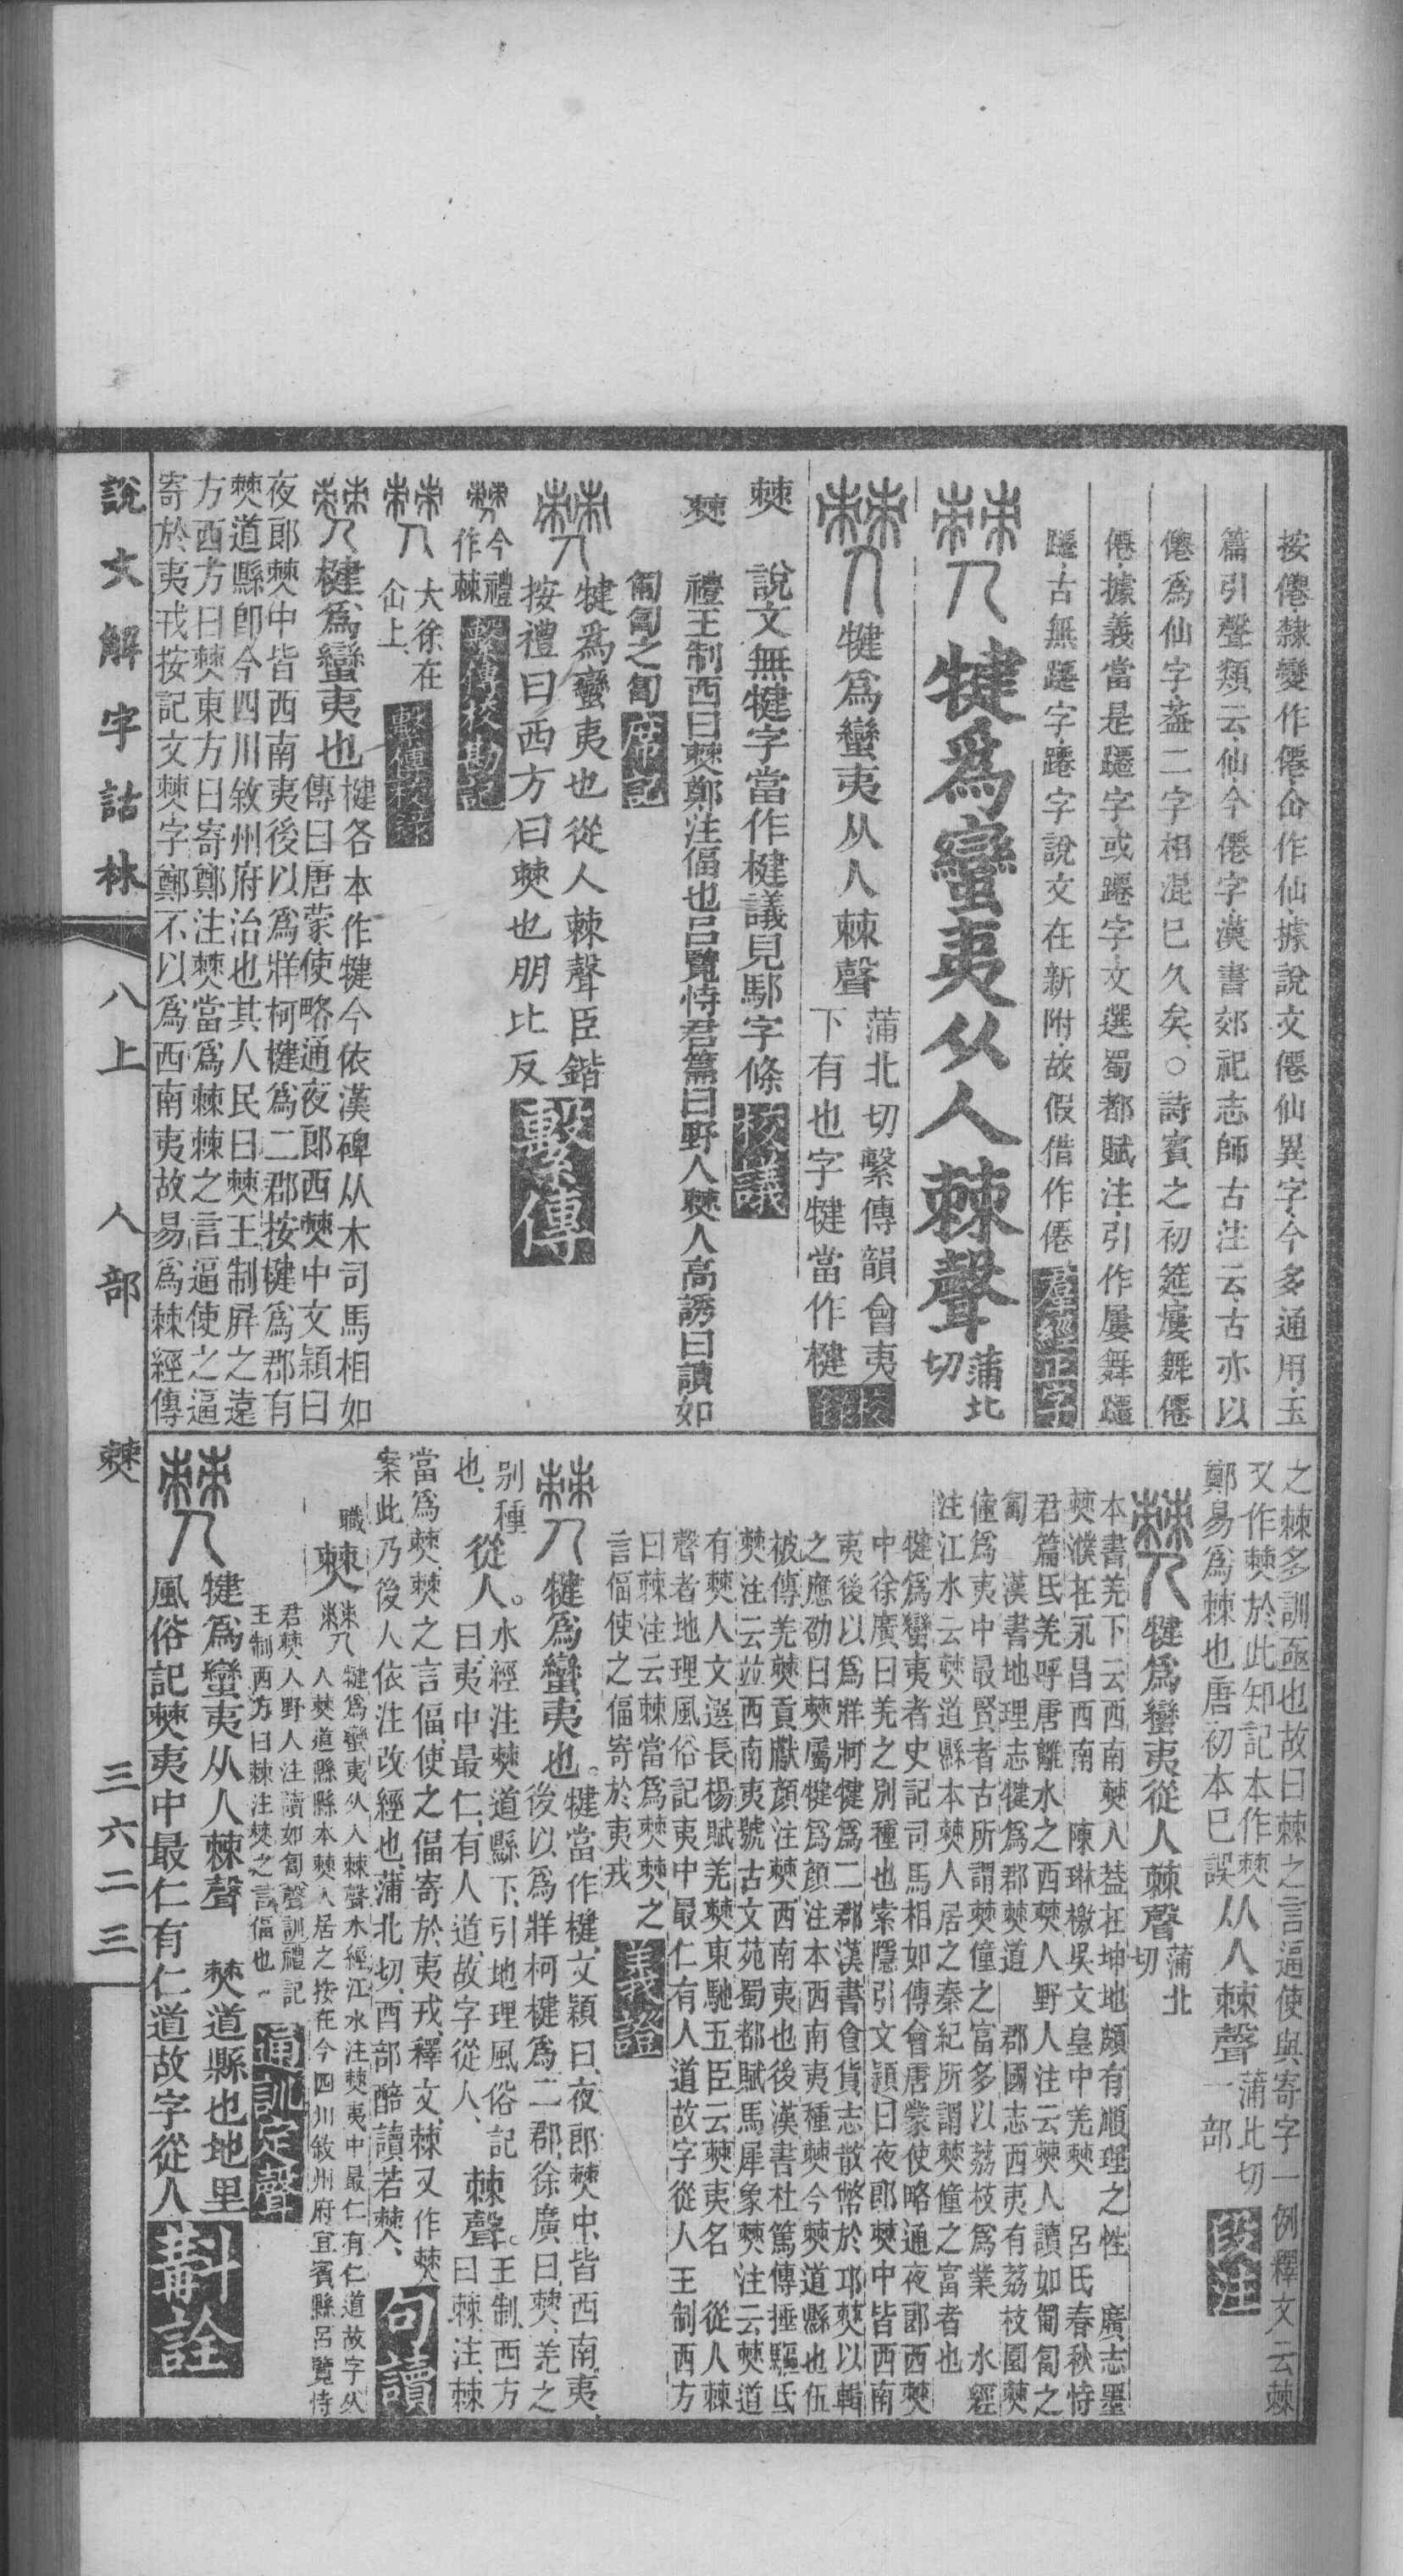 按僊隸變作僊仚作仙據說文僊仙異字今多通用玉
篇引聲類云仙今僊字漢書郊祀志師古注云古亦以
僊爲仙字葢二字相混已久矣○詩賓之初筵屢舞僊
僊據義當是躚字或蹮字文選蜀都賦注引作屢舞躚
躚古無躚字躚字說文在新附故假借作僊 羣經正字
僰 犍爲蠻夷从人棘聲 蒲北
切
僰 犍爲蠻夷从人棘聲 蒲北切繫傳韻會夷
下有也字犍當作楗 校錄
僰 說文無犍字當作楗議見鄢字條 校議
僰 禮王制西曰僰鄭注偪也呂覽恃君篇曰野人僰人高誘曰讀如
匍匐之匐 席記
僰 犍爲蠻夷也從人棘聲臣鍇
按禮曰西方曰僰也朋比反 繫傳
僰 今禮
作棘 繫傳校勘記
僰 大徐在
仚上 繫傳校錄
僰 楗爲蠻夷也 楗各本作犍今依漢碑从木司馬相如
傳曰唐蒙使略通夜郎西僰中文穎曰
夜郎僰中皆西南夷後以爲牂柯楗爲二郡按楗爲郡有
僰道縣卽今四川敘州府治也其人民曰僰王制屛之遠
方西方曰僰東方曰寄鄭注僰當爲棘棘之言逼使之逼
寄於夷戎按記文僰字鄭不以爲西南夷故易爲棘經傳
之棘多訓亟也故曰棘之言逼使與寄字一例釋文云棘
又作僰於此知記本作僰
鄭易爲棘也唐初本已誤 从人棘聲 蒲北切
一部 段注
僰 犍爲蠻夷從人棘聲 蒲北
切
本書羌下云西南僰人葢在坤地頗有順理之性 廣志墨
僰濮在永昌西南 陳琳檄吳文皇中羌僰 呂氏春秋恃
君篇氐羌呼唐離水之西僰人野人注云僰人讀如匍匐之
匐 漢書地理志犍爲郡僰道 郡國志西夷有荔枝園僰
僮爲夷中最賢者古所謂僰僮之富多以荔枝爲業 水經
注江水云僰道縣本僰人居之秦紀所謂僰僮之富者也
犍爲蠻夷者史記司馬相如傳會唐蒙使略通夜郎西僰
中徐廣曰羌之別種也索隱引文穎曰夜郎僰中皆西南
夷後以爲牂牁犍爲二郡漢書食貨志散幣於邛僰以輯
之應劭曰僰屬犍爲顏注本西南夷種僰今僰道縣也伍
被傳羌僰貢獻顏注僰西南夷也後漢書杜篤傳捶驅氐
僰注云並西南夷號古文苑蜀都賦馬犀象僰注云僰道
有僰人文選長楊賦羌僰東馳五臣云僰夷名 從人棘
聲者地理風俗記夷中最仁有人道故字從人王制西方
曰棘注云棘當爲僰僰之
言偪使之偪寄於夷戎 義證
僰 犍爲蠻夷也。 犍當作楗、文穎曰、夜郎僰中、皆西南夷、
後以爲牂柯楗爲二郡、徐廣曰、僰、羌之
別種
也、 從人。 水經注僰道縣下、引地理風俗記
曰、夷中最仁、有人道、故字從人、 棘聲。 王制、西方
曰棘、注、棘
當爲僰、僰之言偪、使之偪寄於夷戎、釋文、棘又作僰、
案此乃後人依注改經也、蒲北切、酉部醅讀若僰、 句讀
職 僰 犍爲蠻夷从人棘聲水經江水注僰夷中最仁有仁道故字从
人僰道縣本僰人居之按在今四川敘州府宜賓縣呂覽恃
君僰人野人注讀如匐聲訓禮記
王制西方曰棘注僰之言偪也 通訓定聲
僰 犍爲蠻夷从人棘聲 僰道縣也地里
風俗記僰夷中最仁有仁道故字從人 斠詮
說文解字詁林 八上 人部 僰 三六二三